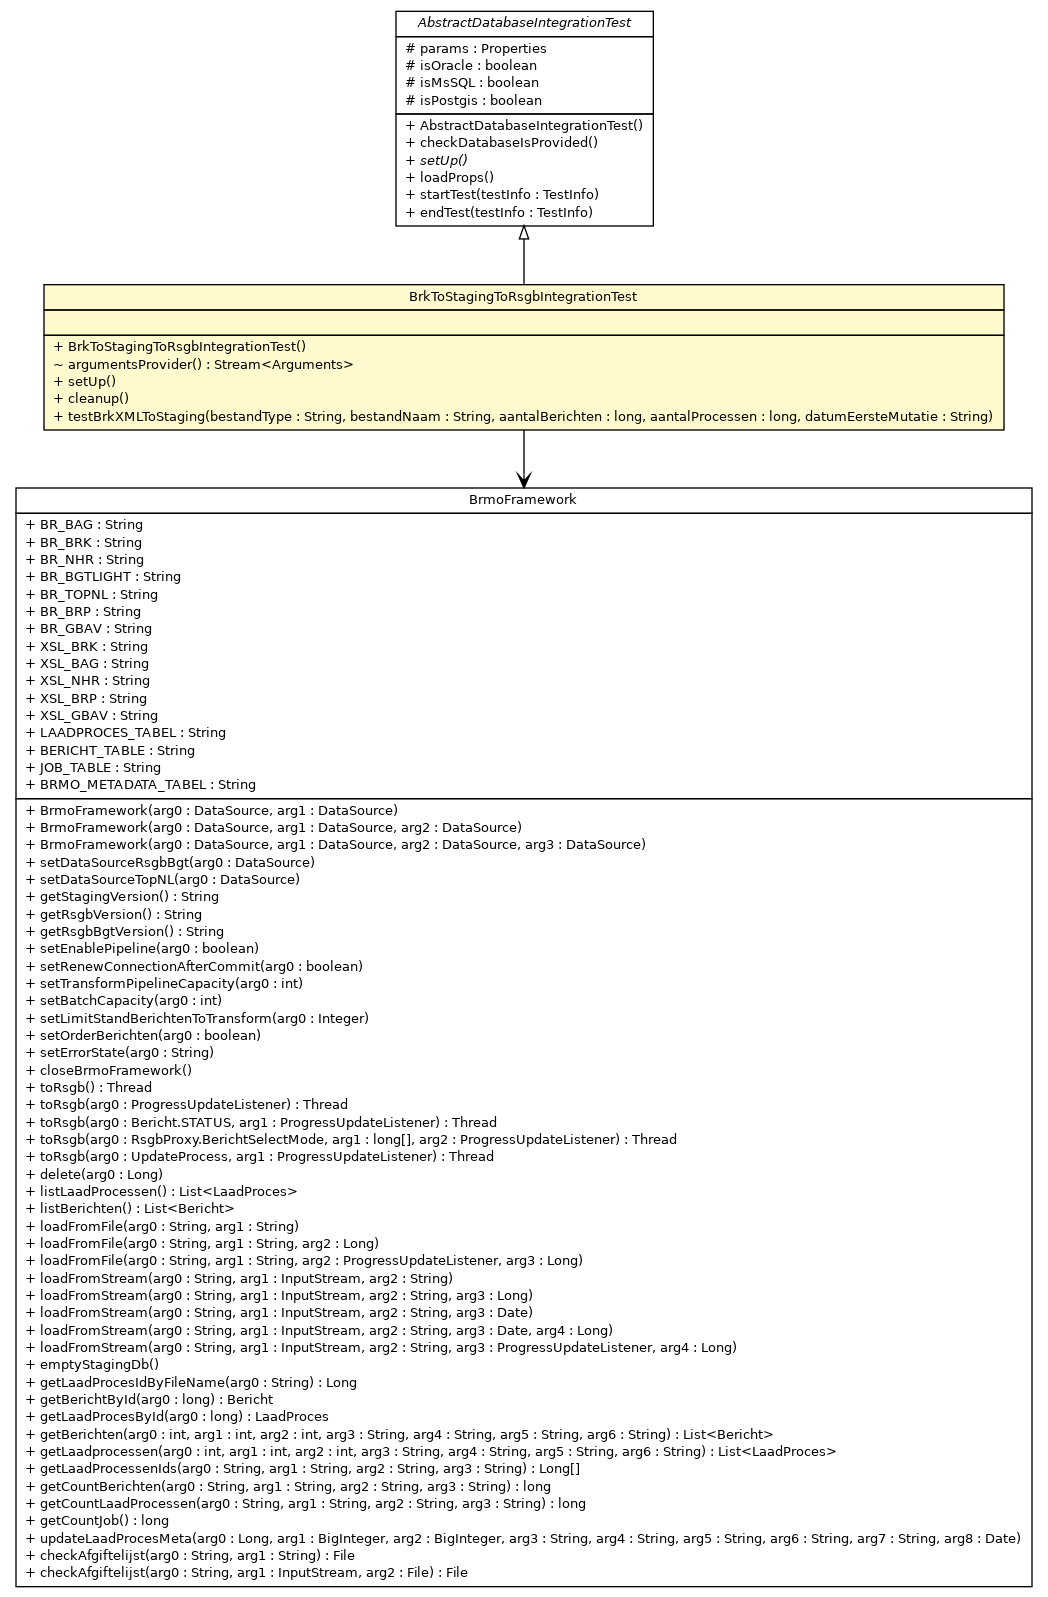 AbstractDatabaseIntegrationTest
# params : Properties
# isOracle : boolean
# isMsSQL : boolean
# isPostgis : boolean
+ AbstractDatabaseIntegrationTest()
+ checkDatabaseIsProvided()
+ setUp()
+ loadProps()
+ startTest(testInfo : TestInfo)
+ endTest(testInfo : TestInfo)
BrkToStagingToRsgbIntegrationTest
+ BrkToStagingToRsgbIntegrationTest()
~ argumentsProvider() : Stream<Arguments>
+ setUp()
+ cleanup()
+ testBrkXMLToStaging(bestandType : String, bestandNaam : String, aantalBerichten : long, aantalProcessen : long, datumEersteMutatie : String)
BrmoFramework
+ BR_BAG : String
+ BR_BRK : String
+ BR_NHR : String
+ BR_BGTLIGHT : String
+ BR_TOPNL : String
+ BR_BRP : String
+ BR_GBAV : String
+ XSL_BRK : String
+ XSL_BAG : String
+ XSL_NHR : String
+ XSL_BRP : String
+ XSL_GBAV : String
+ LAADPROCES_TABEL : String
+ BERICHT_TABLE : String
+ JOB_TABLE : String
+ BRMO_METADATA_TABEL : String
+ BrmoFramework(arg0 : DataSource, arg1 : DataSource)
+ BrmoFramework(arg0 : DataSource, arg1 : DataSource, arg2 : DataSource)
+ BrmoFramework(arg0 : DataSource, arg1 : DataSource, arg2 : DataSource, arg3 : DataSource)
+ setDataSourceRsgbBgt(arg0 : DataSource)
+ setDataSourceTopNL(arg0 : DataSource)
+ getStagingVersion() : String
+ getRsgbVersion() : String
+ getRsgbBgtVersion() : String
+ setEnablePipeline(arg0 : boolean)
+ setRenewConnectionAfterCommit(arg0 : boolean)
+ setTransformPipelineCapacity(arg0 : int)
+ setBatchCapacity(arg0 : int)
+ setLimitStandBerichtenToTransform(arg0 : Integer)
+ setOrderBerichten(arg0 : boolean)
+ setErrorState(arg0 : String)
+ closeBrmoFramework()
+ toRsgb() : Thread
+ toRsgb(arg0 : ProgressUpdateListener) : Thread
+ toRsgb(arg0 : Bericht.STATUS, arg1 : ProgressUpdateListener) : Thread
+ toRsgb(arg0 : RsgbProxy.BerichtSelectMode, arg1 : long[], arg2 : ProgressUpdateListener) : Thread
+ toRsgb(arg0 : UpdateProcess, arg1 : ProgressUpdateListener) : Thread
+ delete(arg0 : Long)
+ listLaadProcessen() : List<LaadProces>
+ listBerichten() : List<Bericht>
+ loadFromFile(arg0 : String, arg1 : String)
+ loadFromFile(arg0 : String, arg1 : String, arg2 : Long)
+ loadFromFile(arg0 : String, arg1 : String, arg2 : ProgressUpdateListener, arg3 : Long)
+ loadFromStream(arg0 : String, arg1 : InputStream, arg2 : String)
+ loadFromStream(arg0 : String, arg1 : InputStream, arg2 : String, arg3 : Long)
+ loadFromStream(arg0 : String, arg1 : InputStream, arg2 : String, arg3 : Date)
+ loadFromStream(arg0 : String, arg1 : InputStream, arg2 : String, arg3 : Date, arg4 : Long)
+ loadFromStream(arg0 : String, arg1 : InputStream, arg2 : String, arg3 : ProgressUpdateListener, arg4 : Long)
+ emptyStagingDb()
+ getLaadProcesIdByFileName(arg0 : String) : Long
+ getBerichtById(arg0 : long) : Bericht
+ getLaadProcesById(arg0 : long) : LaadProces
+ getBerichten(arg0 : int, arg1 : int, arg2 : int, arg3 : String, arg4 : String, arg5 : String, arg6 : String) : List<Bericht>
+ getLaadprocessen(arg0 : int, arg1 : int, arg2 : int, arg3 : String, arg4 : String, arg5 : String, arg6 : String) : List<LaadProces>
+ getLaadProcessenIds(arg0 : String, arg1 : String, arg2 : String, arg3 : String) : Long[]
+ getCountBerichten(arg0 : String, arg1 : String, arg2 : String, arg3 : String) : long
+ getCountLaadProcessen(arg0 : String, arg1 : String, arg2 : String, arg3 : String) : long
+ getCountJob() : long
+ updateLaadProcesMeta(arg0 : Long, arg1 : BigInteger, arg2 : BigInteger, arg3 : String, arg4 : String, arg5 : String, arg6 : String, arg7 : String, arg8 : Date)
+ checkAfgiftelijst(arg0 : String, arg1 : String) : File
+ checkAfgiftelijst(arg0 : String, arg1 : InputStream, arg2 : File) : File